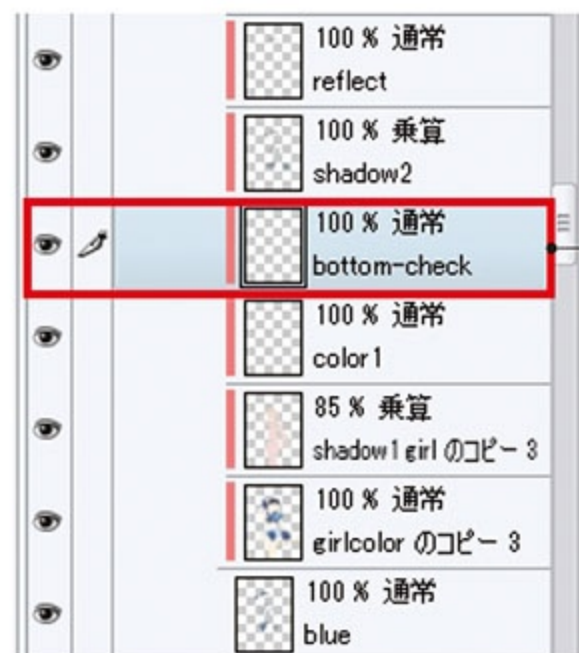 100 % 通常
reflect
100 % 乗算
shadow2
100 % 通常
bottom-check
100 % 通常
color1
85 % 乗算
shadow1girl のコピー 3
100 % 通常
girlcolor のコピー 3
100 % 通常
blue